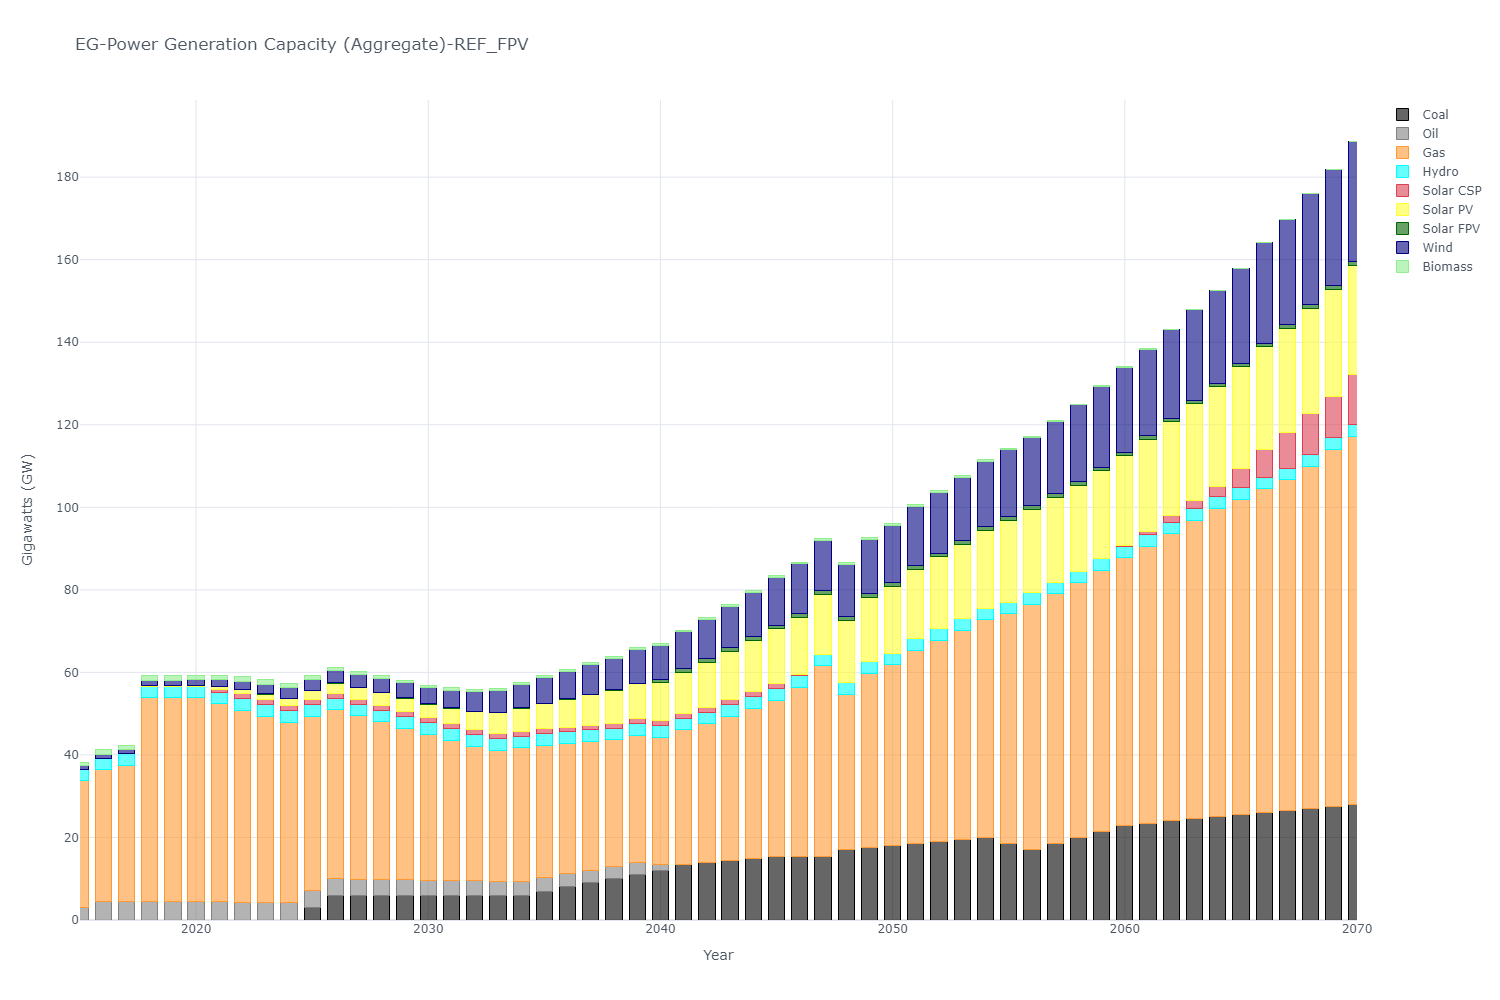 EG-Power Generation Capacity (Aggregate)-REF_FPV
Coal
Oil
Gas
Hydro
Solar CSP
Solar PV
Solar FPV
Wind
Biomass
Gigawatts (GW)
180
160
140
120
100
80
60
40
20
0
2020
2030
2040
2050
2060
2070
Year